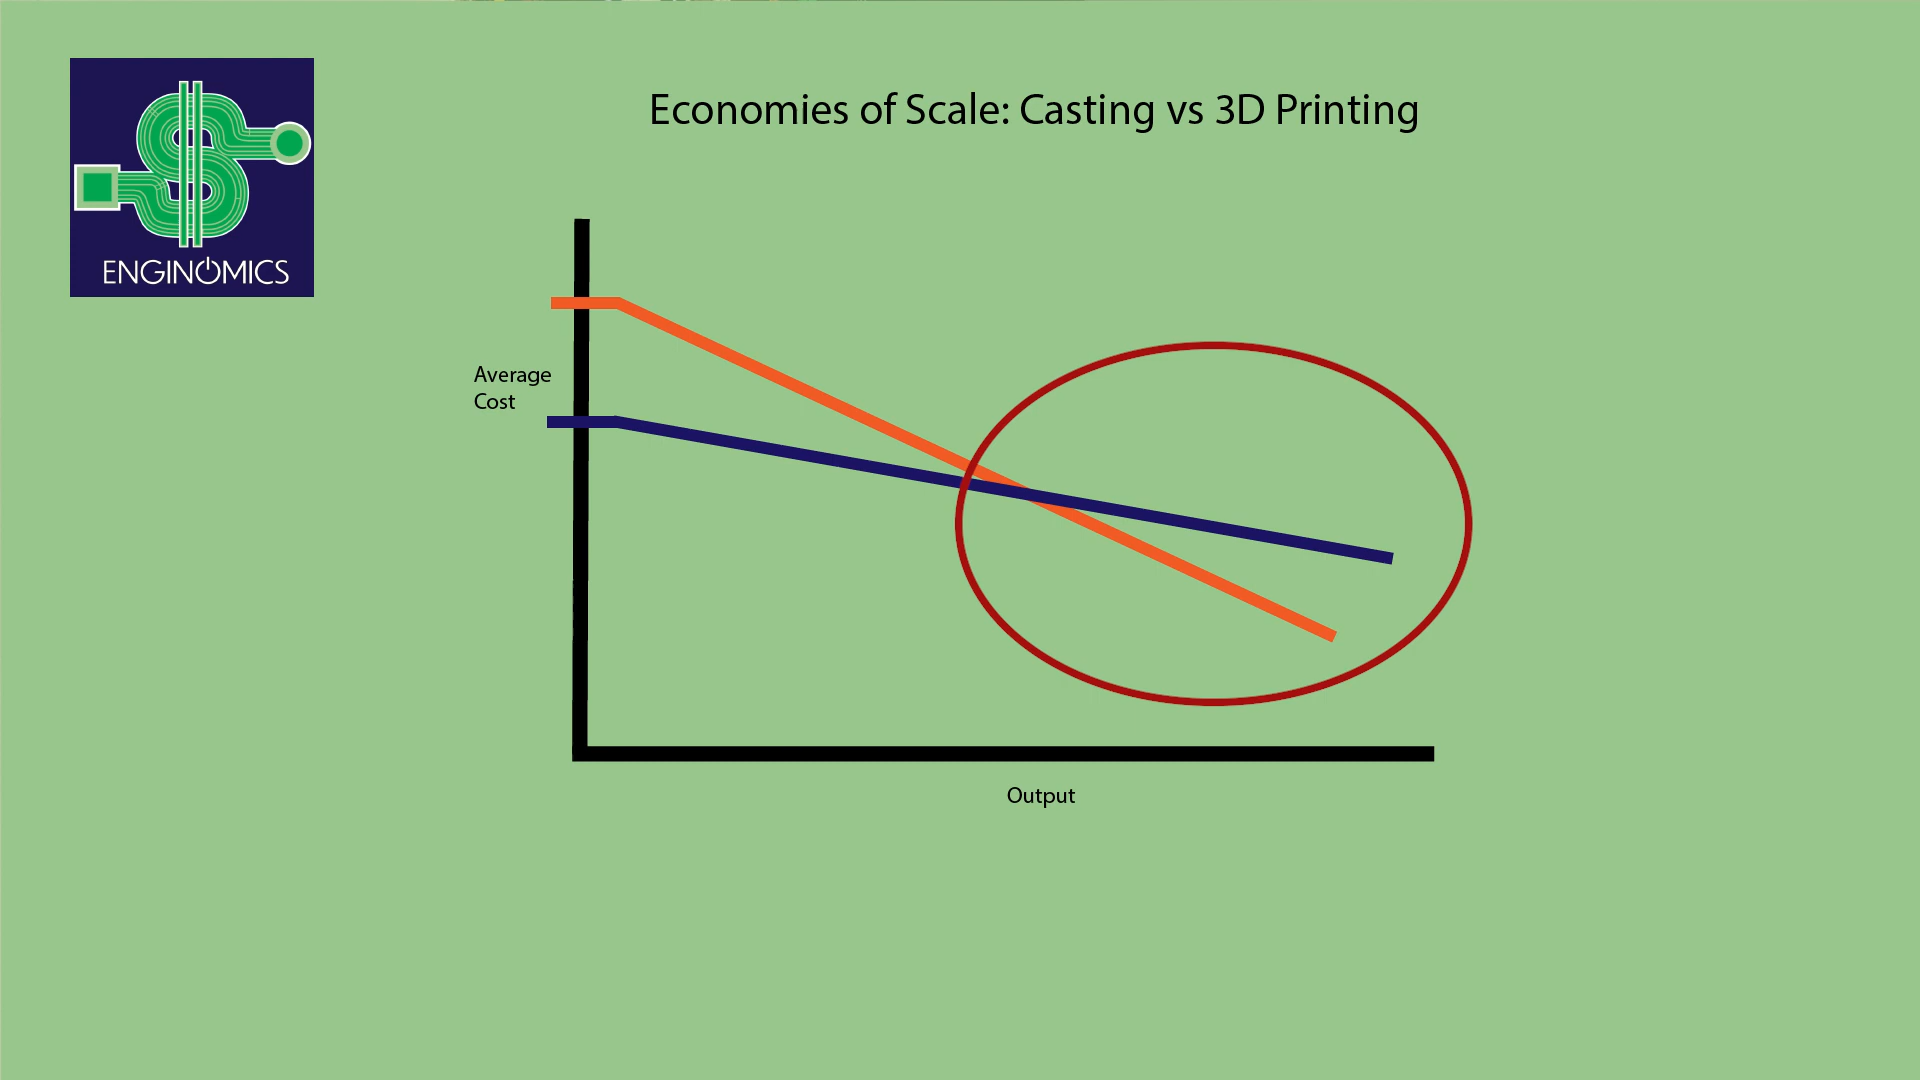 Economies of Scale: Casting vs 3D Printing
ENGINOMICS
Average
Cost
Output